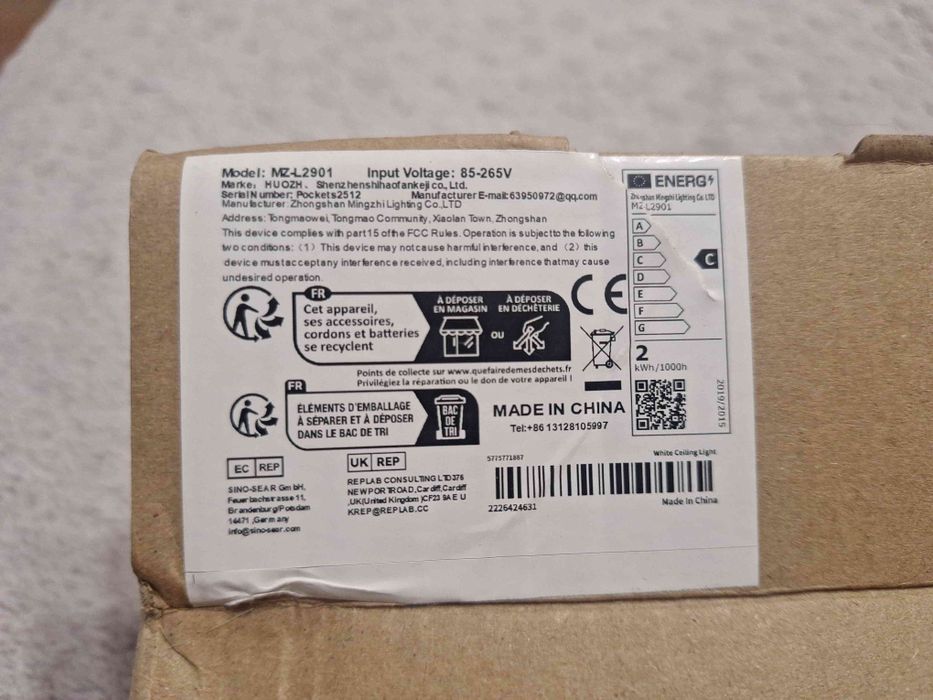 Model: MZ-L2901 Input Voltage: 85-265V
Marke: HUOZH. Shenzhenshihaofankeji co., Ltd.
Serial Number: Pockets2512 Manufacturer E-mail:63950972@qq.com
Manufacturer: Zhongshan Mingzhi Lighting Co.,LTD
Address: Tongmaowei, Tongmao Community, Xiaolan Town, Zhongshan
This device complies with part 15 of the FCC Rules. Operation is subject to the following
two conditions: (1) This device may not cause harmful interference, and (2) this
device must accept any interference received, including interference that may cause
undesired operation.
FR
Cet appareil,
ses accessoires,
cordons et batteries
se recyclent
À DÉPOSER
EN MAGASIN
OU
À DÉPOSER
EN DÉCHÈTERIE
Points de collecte sur www.quefairedemesdechets.fr
Privilégiez la réparation ou le don de votre appareil !
FR
ÉLÉMENTS D'EMBALLAGE
À SÉPARER ET À DÉPOSER
DANS LE BAC DE TRI
BAC
DE
TRI
CE
MADE IN CHINA
Tel:+86 13128105997
ENERG
Zhongshan Mingzhi Lighting Co. LTD
MZ-L2901
A
B
C
D
E
F
G
C
2
kWh/1000h
2019/2015
EC REP
SINO-SEAR GmbH.
Feuerbachstrasse 11,
Brandenburg/Potsdam
14471 ,Germany
info@sino-sear.com
UK REP
REPLAB CONSULTING LTD376
NEWPORTROAD,Cardiff,Cardiff
,UK(United Kingdom )CF23 9AE U
KREP@REPLAB.CC
5775771887
White Ceiling Light
2226424631
Made In China